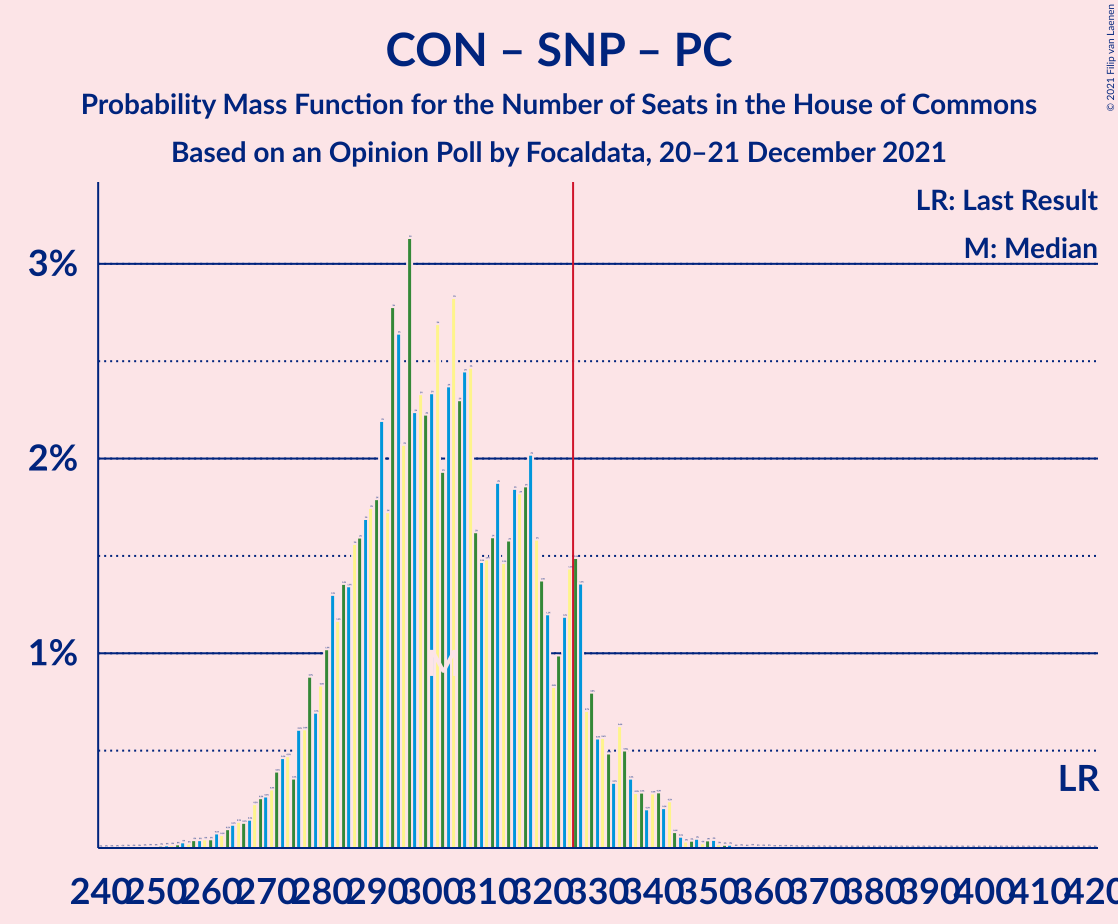 CON – SNP – PC
Probability Mass Function for the Number of Seats in the House of Commons
Based on an Opinion Poll by Focaldata, 20–21 December 2021
© 2021 Filip van Laenen
LR: Last Result
M: Median
3%
2%
1%
M
LR
240 250 260 270 280 290 300 310 320 330 340 350 360 370 380 390 400 410 420